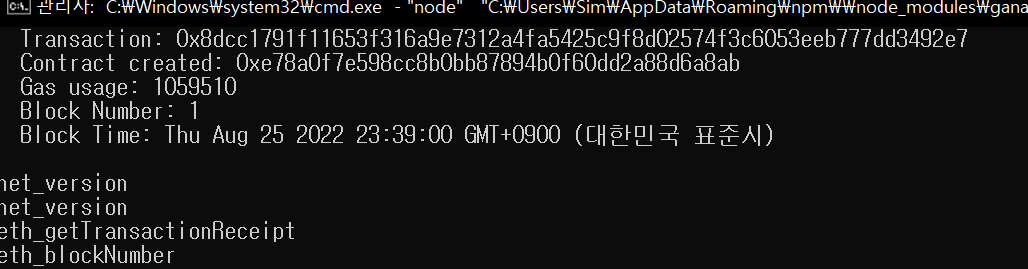 관리자: C:₩Windows₩system32₩cmd.exe - "node" "C:₩Users₩Sim₩AppData₩Roaming₩npm₩₩node_modules₩gana
Transaction: 0x8dcc1791f11653f316a9e7312a4fa5425c9f8d02574f3c6053eeb777dd3492e7
Contract created: 0xe78a0f7e598cc8b0bb87894b0f60dd2a88d6a8ab
Gas usage: 1059510
Block Number: 1
Block Time: Thu Aug 25 2022 23:39:00 GMT+0900 (대한민국 표준시)
net_version
net_version
eth_getTransactionReceipt
eth_blockNumber